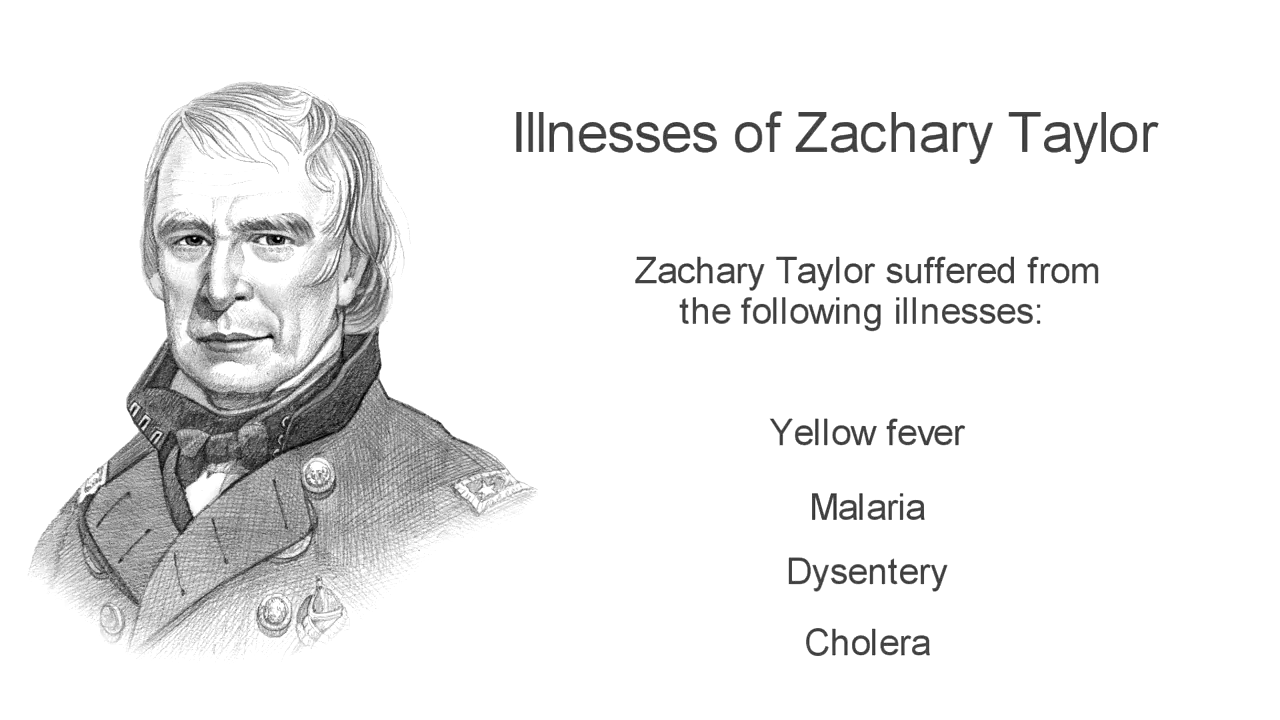 Illnesses of Zachary Taylor
Zachary Taylor suffered from
the following illnesses:
Yellow fever
Malaria
Dysentery
Cholera